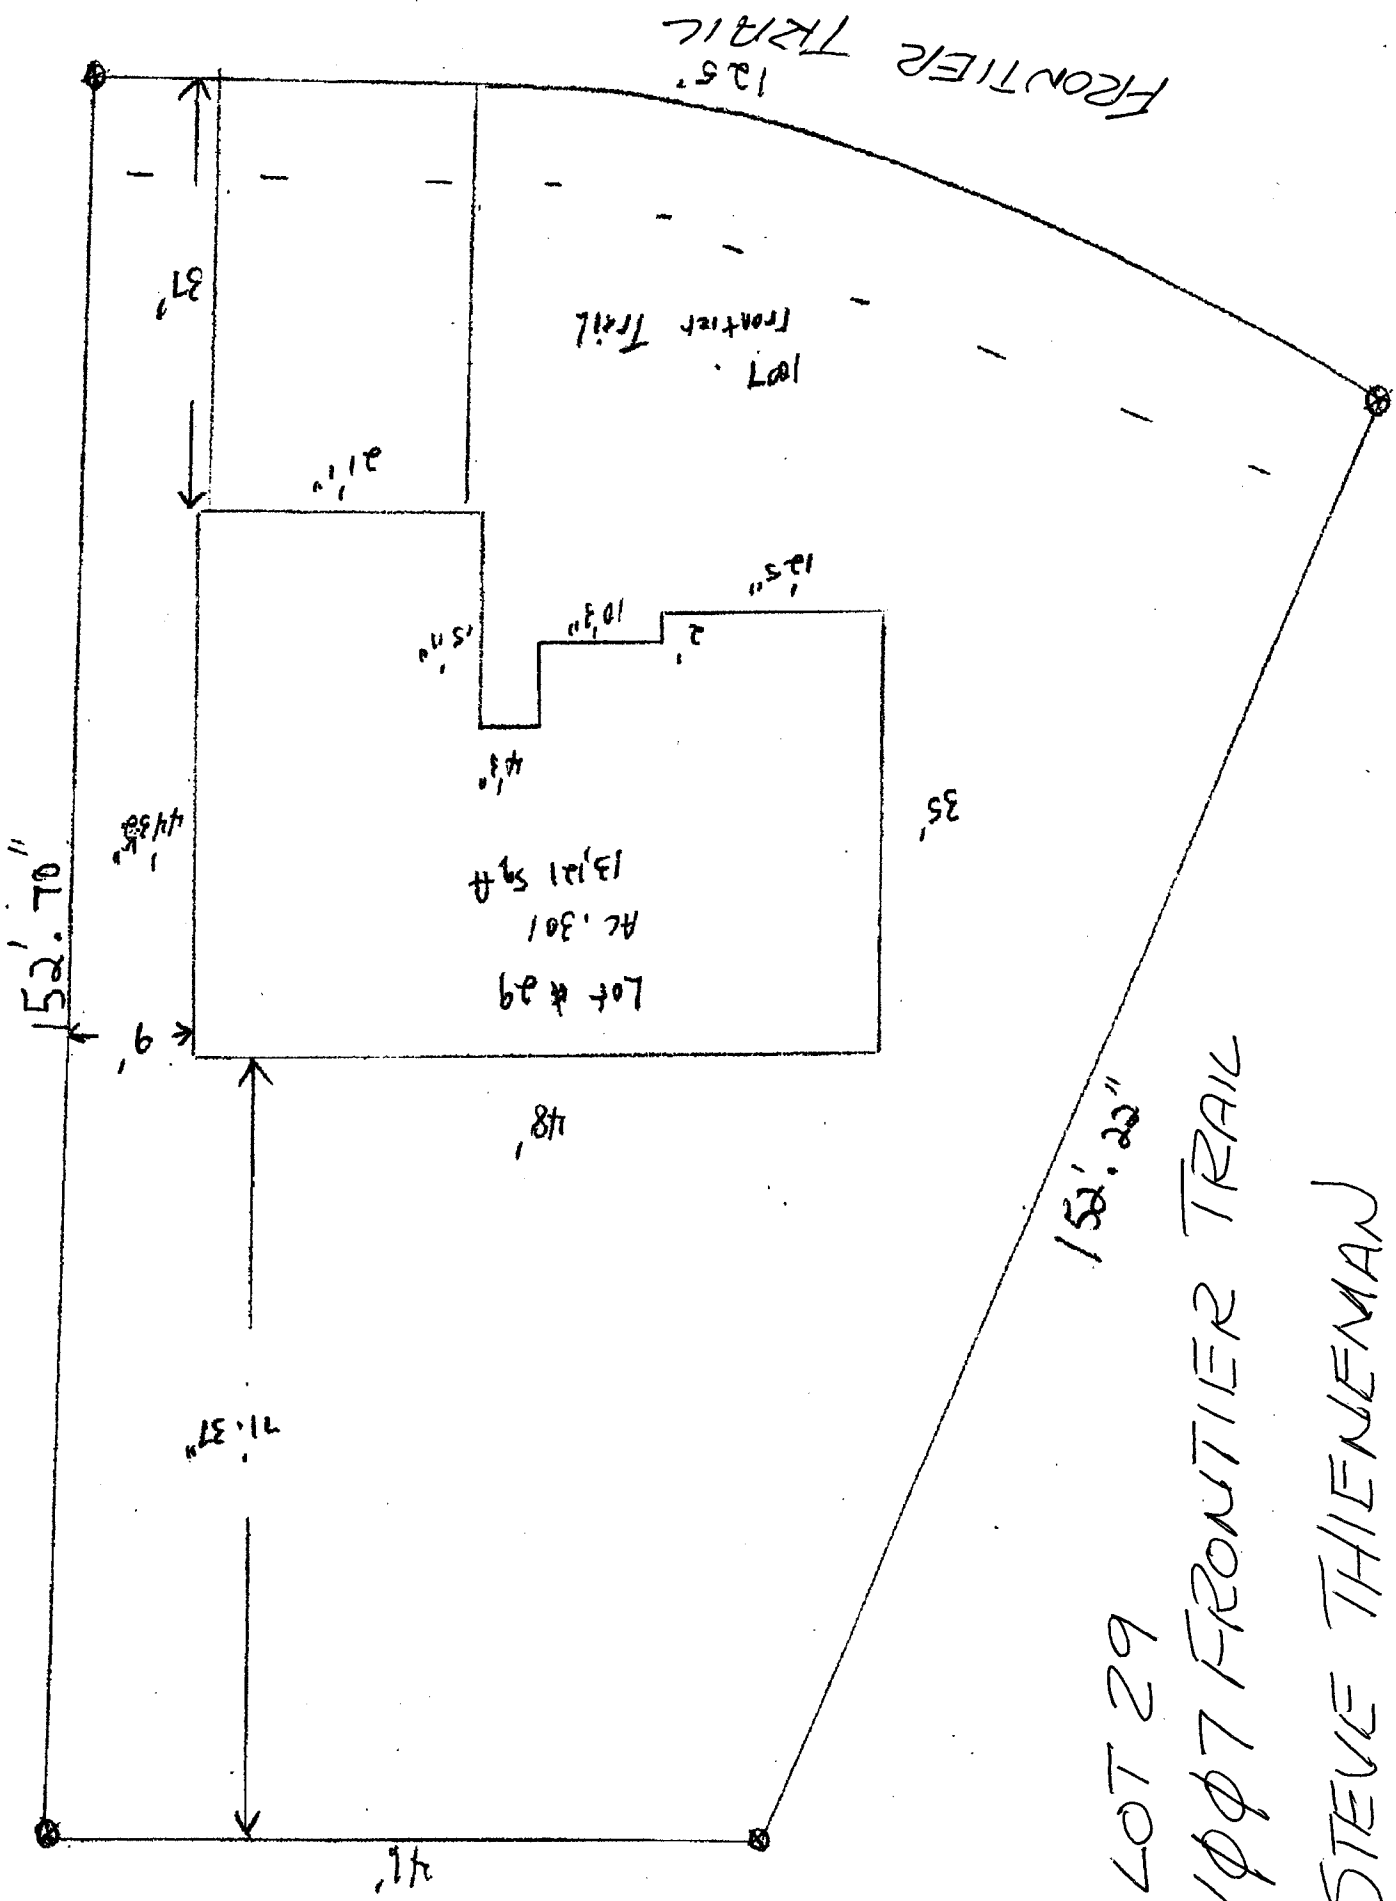 FRONTIER TRAIL
125'
37'
1007
Frontier Trail
21'1"
12'5"
10'3"
2'
15'11"
4'3"
35'
152'.70"
9'
13,121 Sq ft
AC .301
Lot # 29
48'
152'.22"
71'.37"
LOT 29
1007 FRONTIER TRAIL
STEVE THIENEMAN